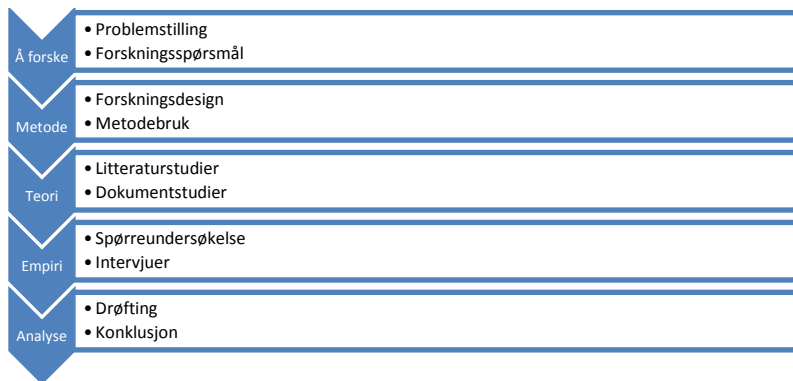 Å forske
• Problemstilling
• Forskningsspørsmål
Metode
• Forskningsdesign
• Metodebruk
Teori
• Litteraturstudier
• Dokumentstudier
Empiri
• Spørreundersøkelse
• Intervjuer
Analyse
• Drøfting
• Konklusjon